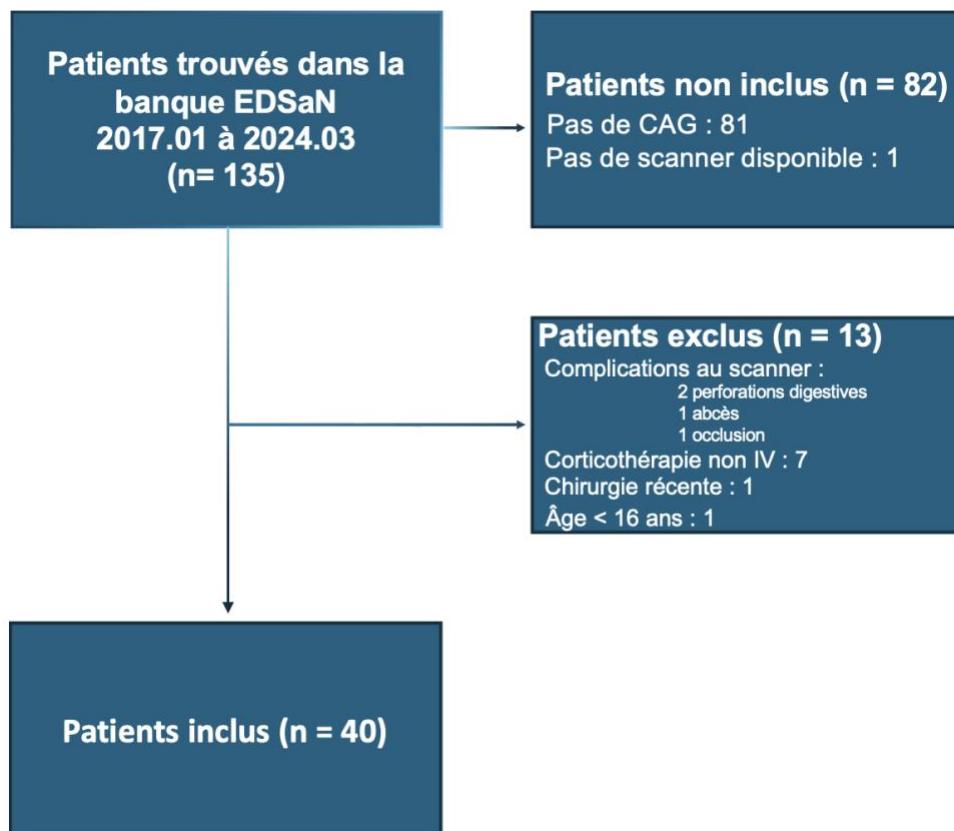 Patients trouvés dans la
banque EDSaN
2017.01 à 2024.03
(n= 135)
Patients non inclus (n = 82)
Pas de CAG : 81
Pas de scanner disponible : 1
Patients exclus (n = 13)
Complications au scanner :
2 perforations digestives
1 abcès
1 occlusion
Corticothérapie non IV : 7
Chirurgie récente : 1
Âge < 16 ans : 1
Patients inclus (n = 40)